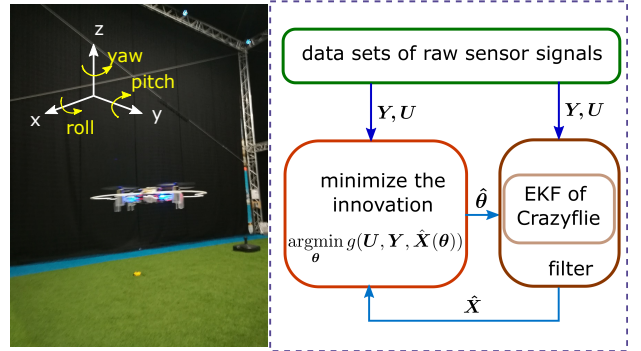 z
yaw
pitch
x
y
roll
data sets of raw sensor signals
Y, U
Y, U
minimize the
innovation
argmin g(U, Y, X̂(θ))
θ
θ̂
EKF of
Crazyflie
filter
X̂